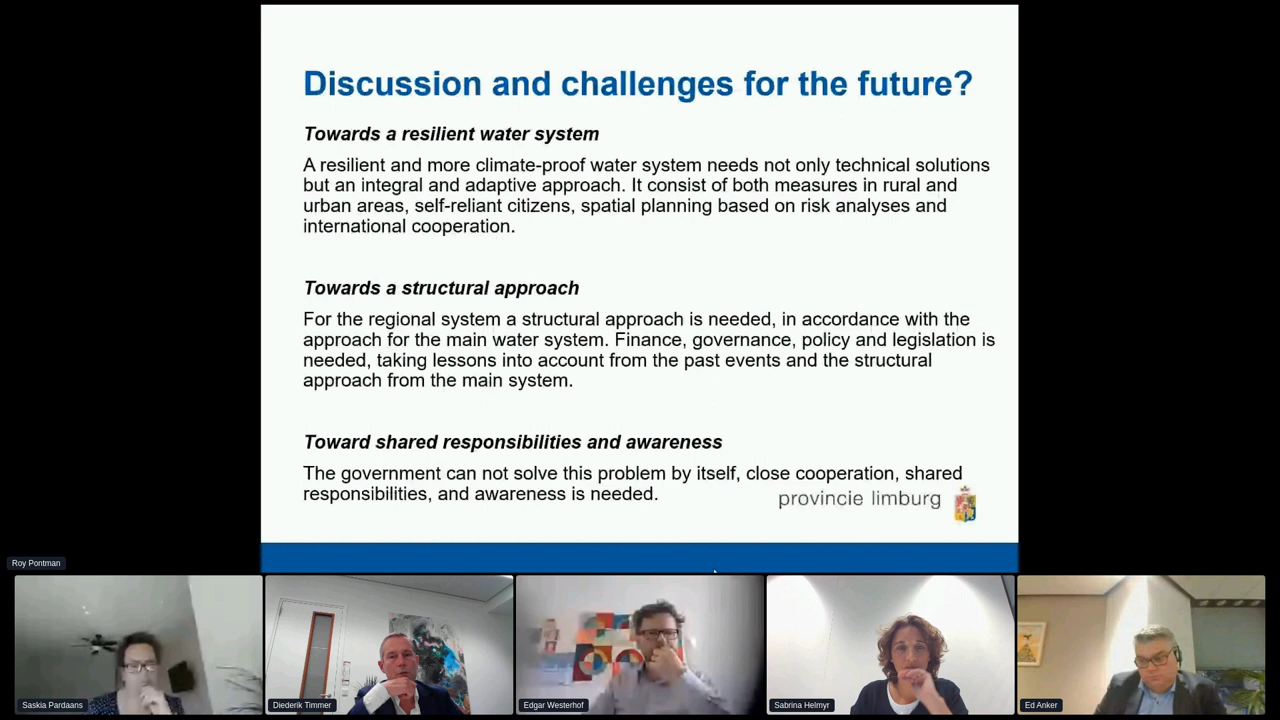 Discussion and challenges for the future?
Towards a resilient water system
A resilient and more climate-proof water system needs not only technical solutions
but an integral and adaptive approach. It consist of both measures in rural and
urban areas, self-reliant citizens, spatial planning based on risk analyses and
international cooperation.
Towards a structural approach
For the regional system a structural approach is needed, in accordance with the
approach for the main water system. Finance, governance, policy and legislation is
needed, taking lessons into account from the past events and the structural
approach from the main system.
Toward shared responsibilities and awareness
The government can not solve this problem by itself, close cooperation, shared
responsibilities, and awareness is needed.
provincie limburg
Roy Pontman
Saskia Pardaans
Diederik Timmer
Edgar Westerhof
Sabrina Helmyr
Ed Anker